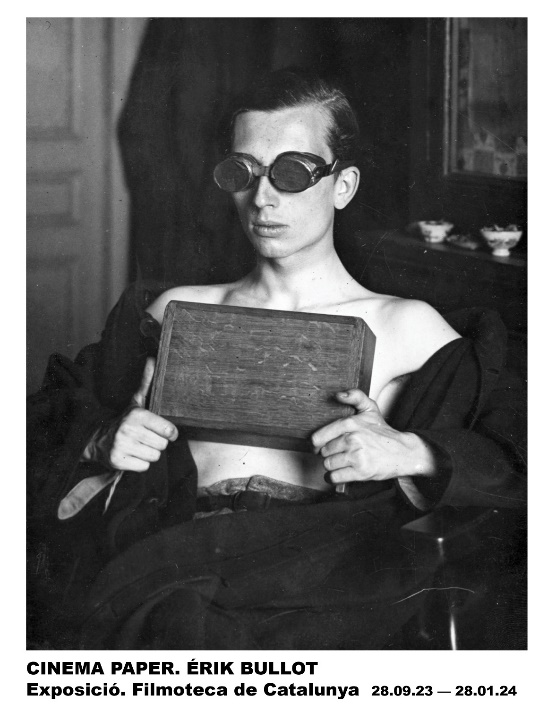 CINEMA PAPER. ÉRIK BULLOT
Exposició. Filmoteca de Catalunya 28.09.23 — 28.01.24